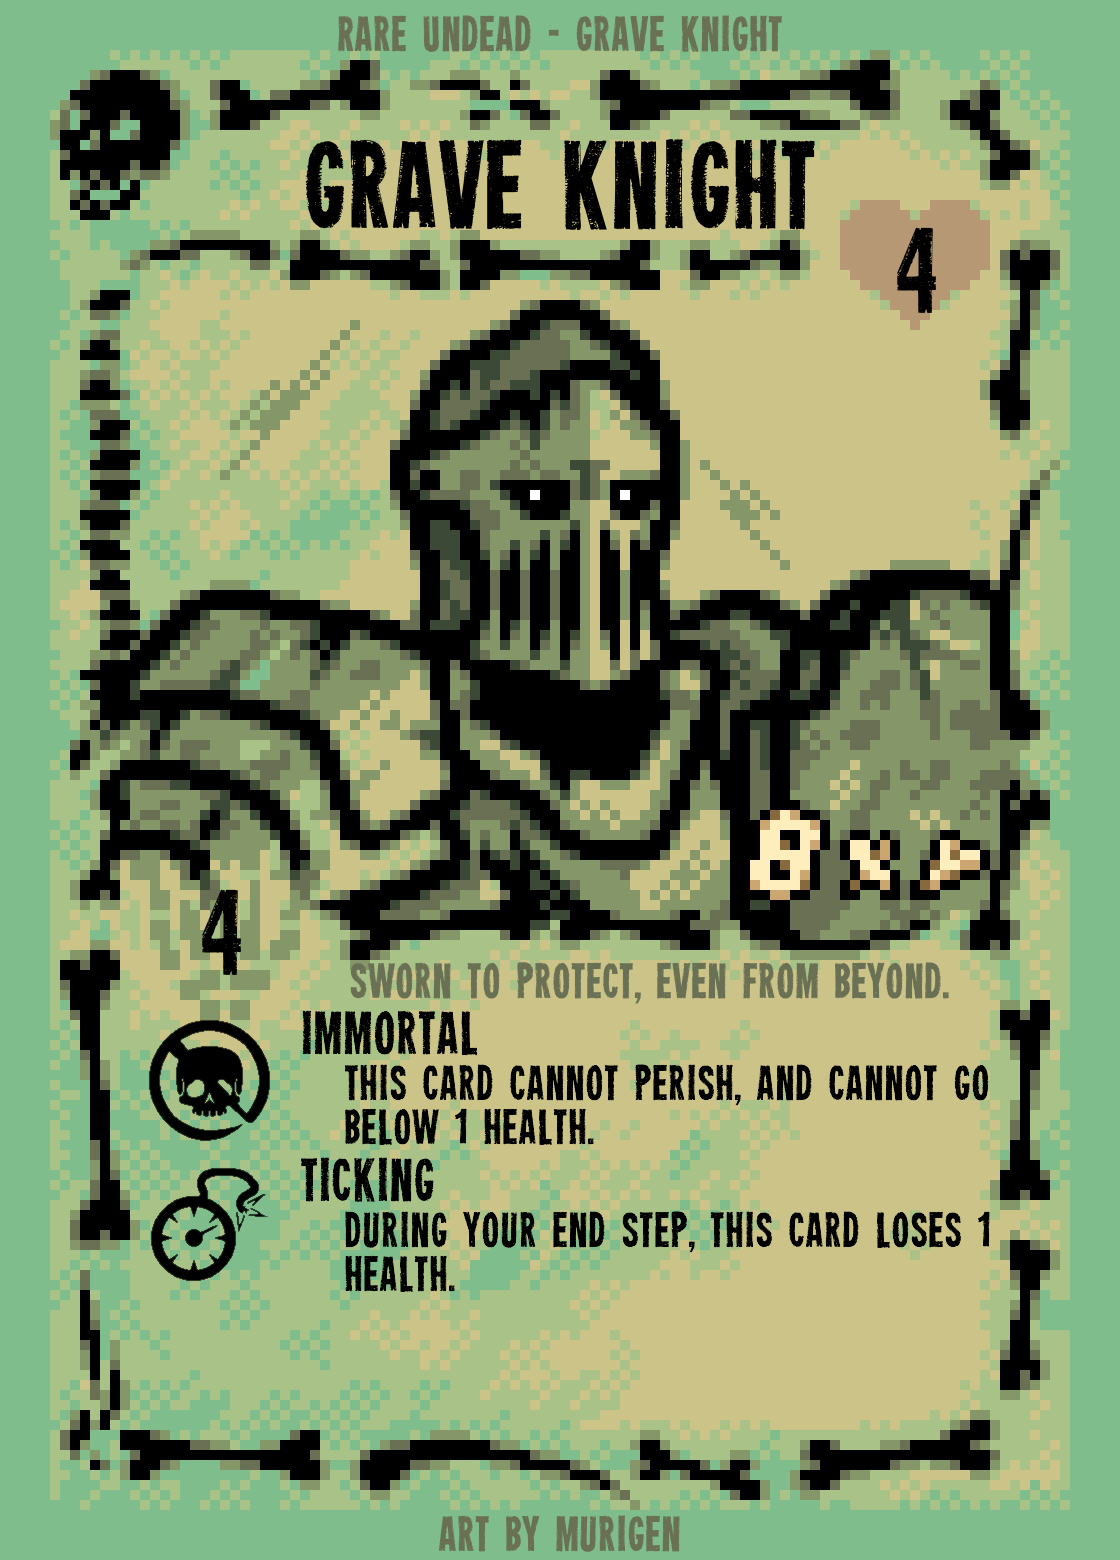 RARE UNDEAD - GRAVE KNIGHT
GRAVE KNIGHT
4
8 x
4
SWORN TO PROTECT, EVEN FROM BEYOND.
IMMORTAL
THIS CARD CANNOT PERISH, AND CANNOT GO
BELOW 1 HEALTH.
TICKING
DURING YOUR END STEP, THIS CARD LOSES 1
HEALTH.
ART BY MURIGEN